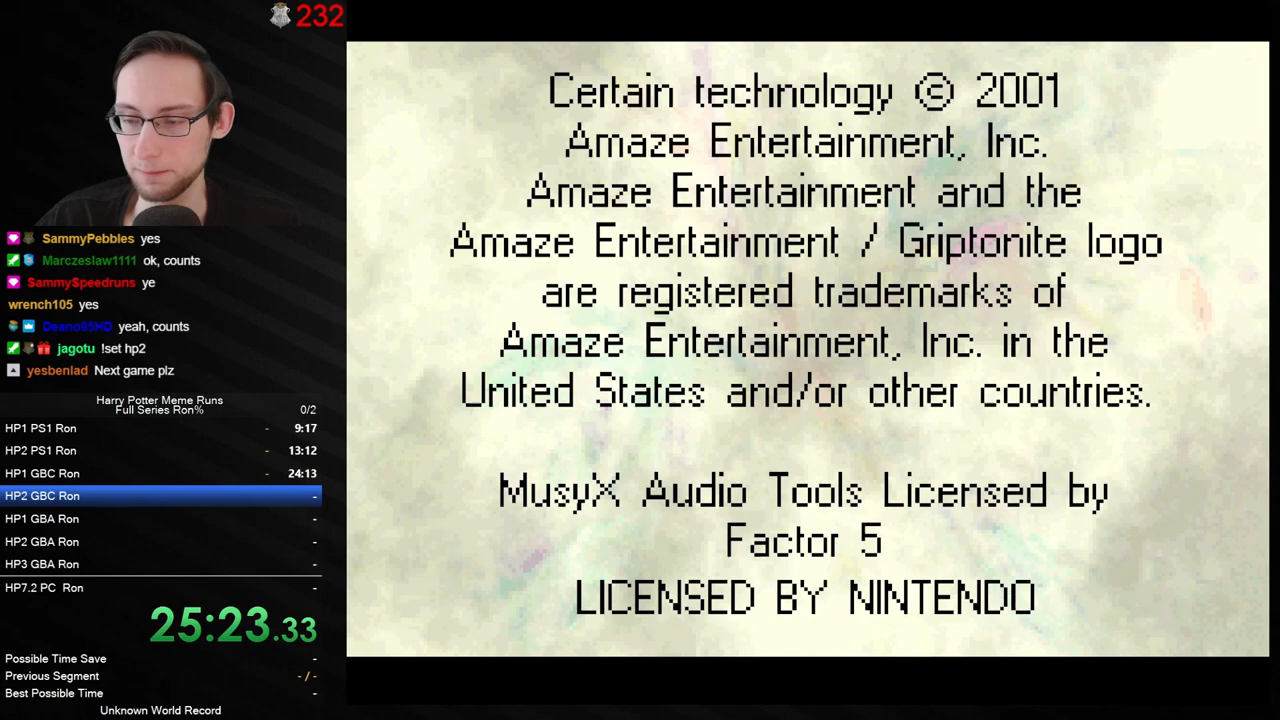 232
Certain technology © 2001
Amaze Entertainment, Inc.
Amaze Entertainment and the
Amaze Entertainment / Griptonite logo
are registered trademarks of
Amaze Entertainment, Inc. in the
United States and/or other countries.
MusyX Audio Tools Licensed by
Factor 5
LICENSED BY NINTENDO
SammyPebbles yes
Marczeslaw1111 ok, counts
$ammy$peedruns ye
wrench105 yes
Deano95HD yeah, counts
jagotu !set hp2
yesbenlad Next game plz
Harry Potter Meme Runs
Full Series Ron% 0/2
HP1 PS1 Ron - 9:17
HP2 PS1 Ron - 13:12
HP1 GBC Ron - 24:13
HP2 GBC Ron -
HP1 GBA Ron -
HP2 GBA Ron -
HP3 GBA Ron -
HP7.2 PC Ron -
25:23.33
Possible Time Save -
Previous Segment - / -
Best Possible Time -
Unknown World Record